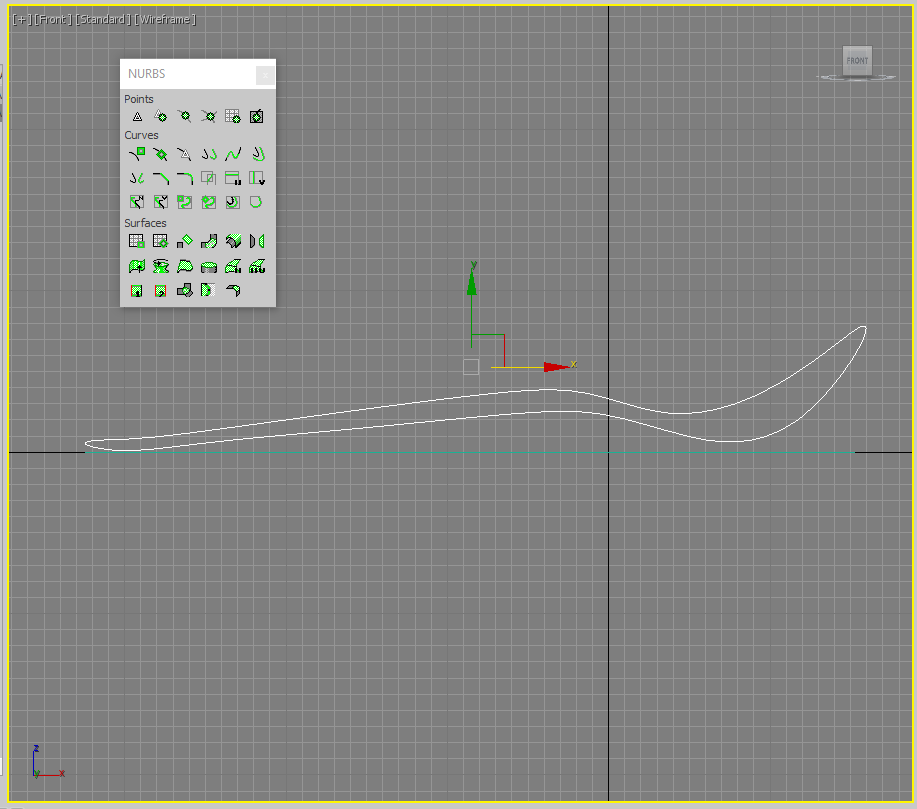 [+][Front][Standard][Wireframe]
NURBS
Points
Curves
Surfaces
FRONT
y
x
z
y
x